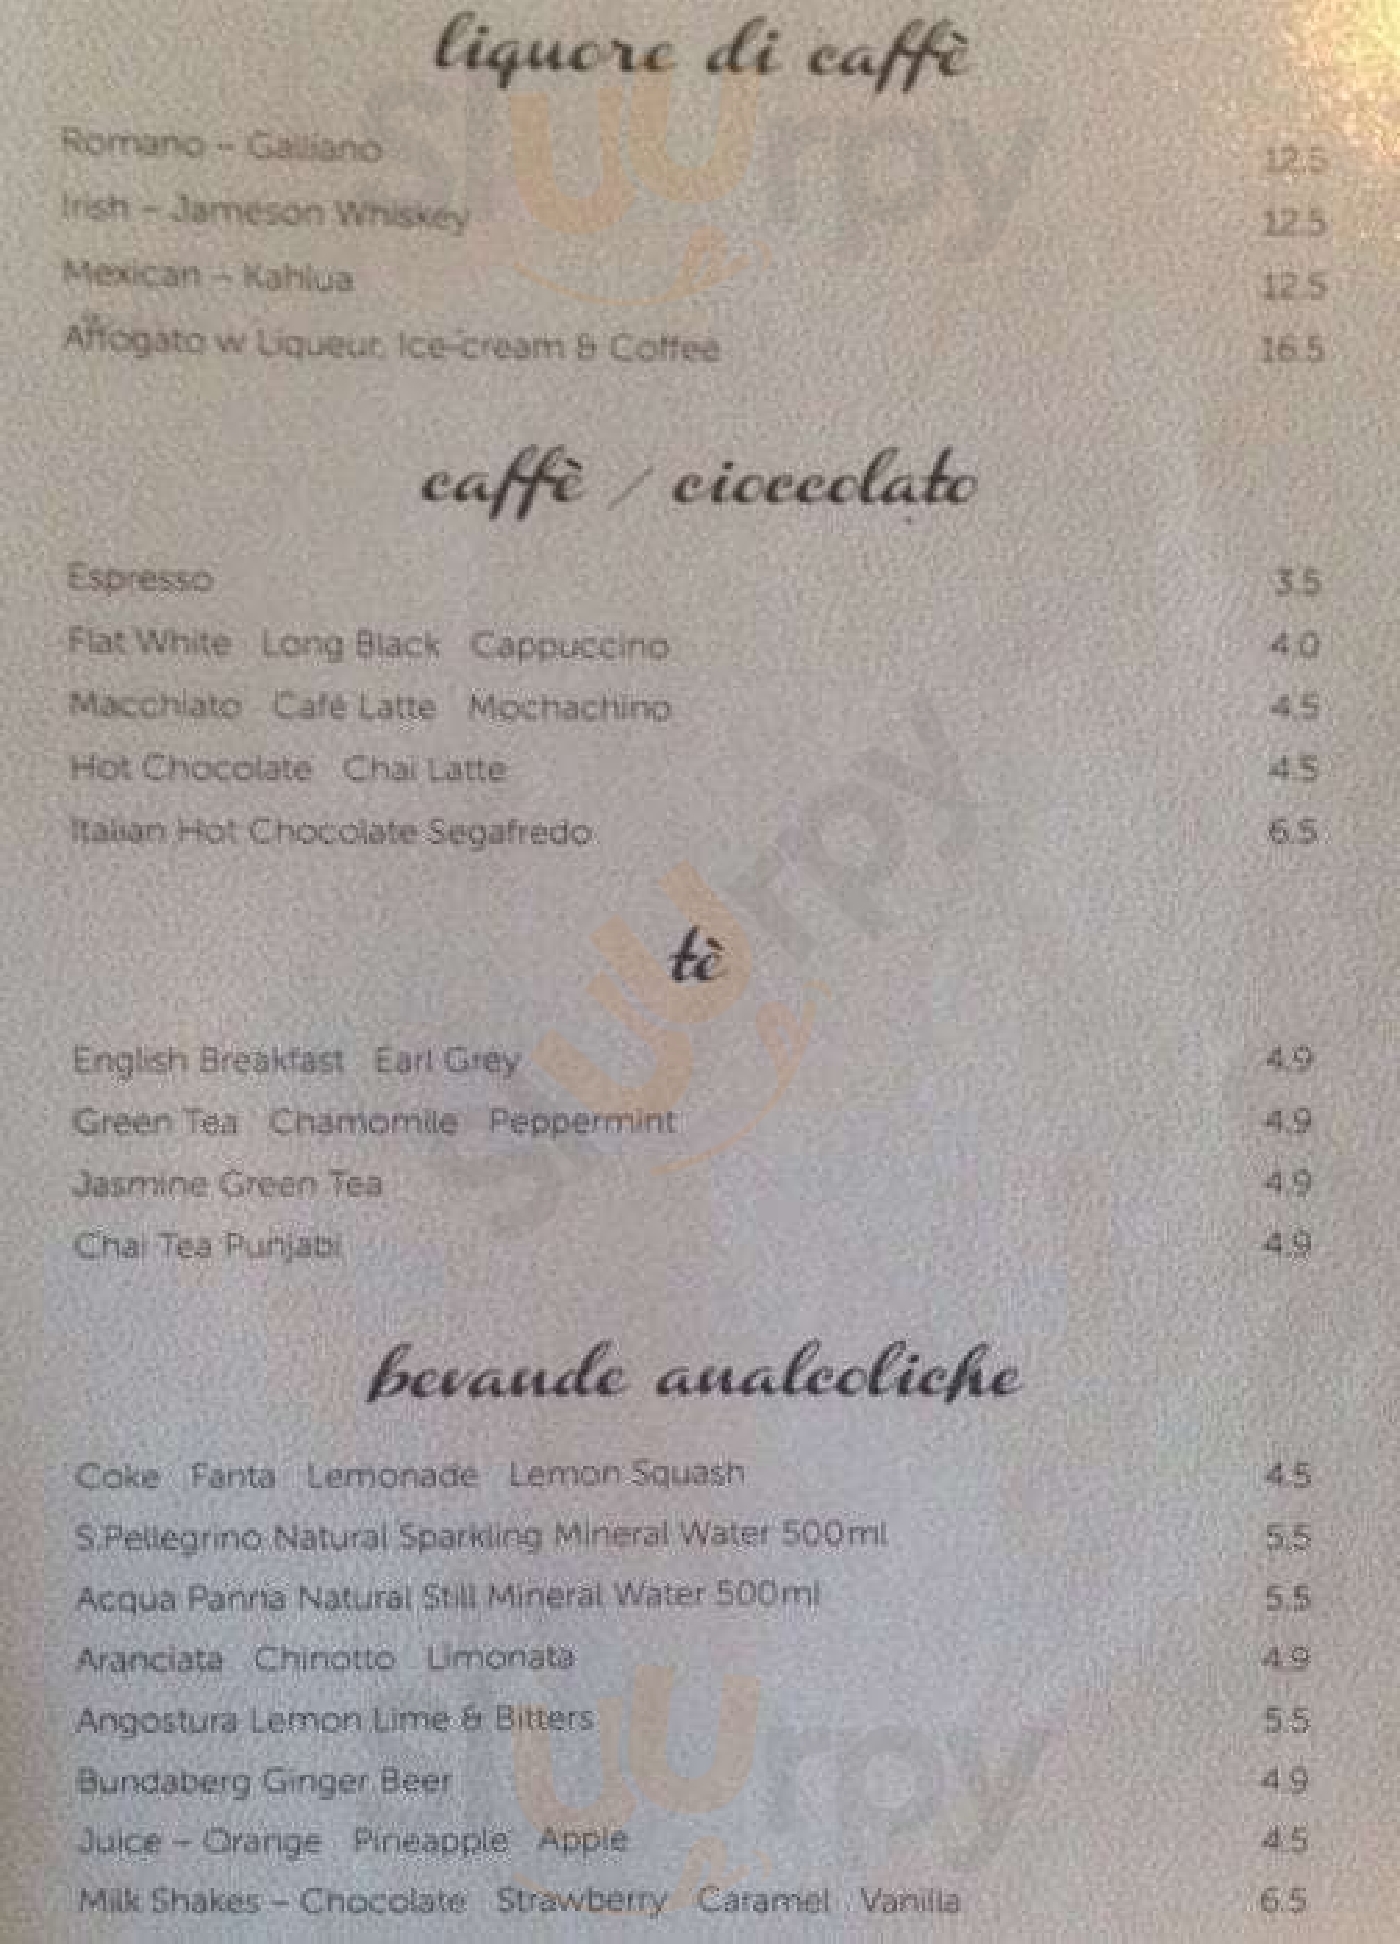 liquore di caffè
Romano – Galliano 12.5
Irish – Jameson Whiskey 12.5
Mexican – Kahlua 12.5
Affogato w Liqueur, Ice-cream & Coffee 16.5
caffè / cioccolato
Espresso 3.5
Flat White Long Black Cappuccino 4.0
Macchiato Café Latte Mochachino 4.5
Hot Chocolate Chai Latte 4.5
Italian Hot Chocolate Segafredo 6.5
tè
English Breakfast Earl Grey 4.9
Green Tea Chamomile Peppermint 4.9
Jasmine Green Tea 4.9
Chai Tea Punjabi 4.9
bevande analcoliche
Coke Fanta Lemonade Lemon Squash 4.5
S.Pellegrino Natural Sparkling Mineral Water 500ml 5.5
Acqua Panna Natural Still Mineral Water 500ml 5.5
Aranciata Chinotto Limonata 4.9
Angostura Lemon Lime & Bitters 5.5
Bundaberg Ginger Beer 4.9
Juice – Orange Pineapple Apple 4.5
Milk Shakes – Chocolate Strawberry Caramel Vanilla 6.5
Sluurpy
Sluurpy
Sluurpy